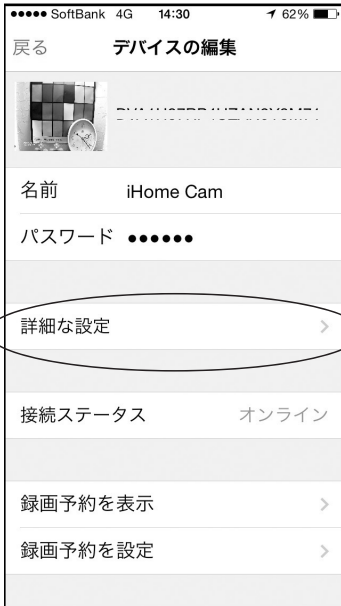 SoftBank 4G 14:30 62%
戻る デバイスの編集
名前 iHome Cam
パスワード ●●●●●●
詳細な設定
接続ステータス オンライン
録画予約を表示
録画予約を設定